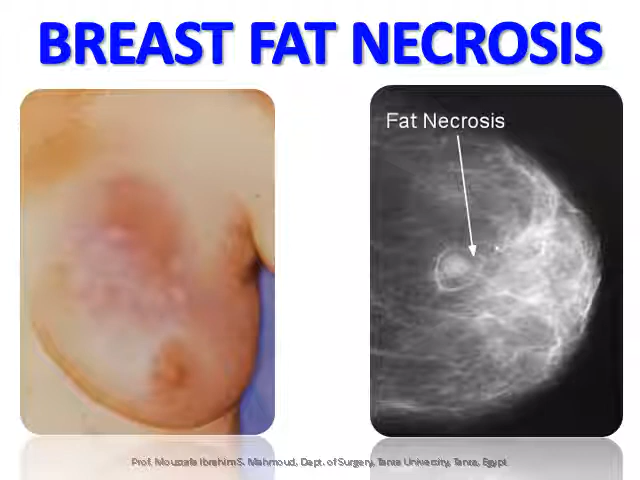 BREAST FAT NECROSIS
Fat Necrosis
Prof. Moustafa Ibrahim S. Mahmoud, Dept. of Surgery, Tanta University, Tanta, Egypt